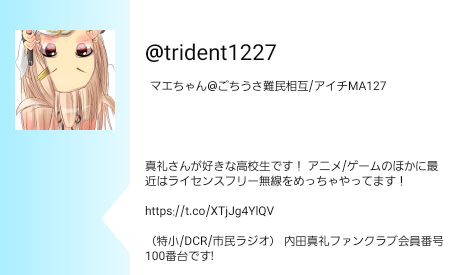 @trident1227
マエちゃん@ごちうさ難民相互/アイチMA127
真礼さんが好きな高校生です！ アニメ/ゲームのほかに最
近はライセンスフリー無線をめっちゃやってます！
https://t.co/XTjJg4YlQV
（特小/DCR/市民ラジオ） 内田真礼ファンクラブ会員番号
100番台です!